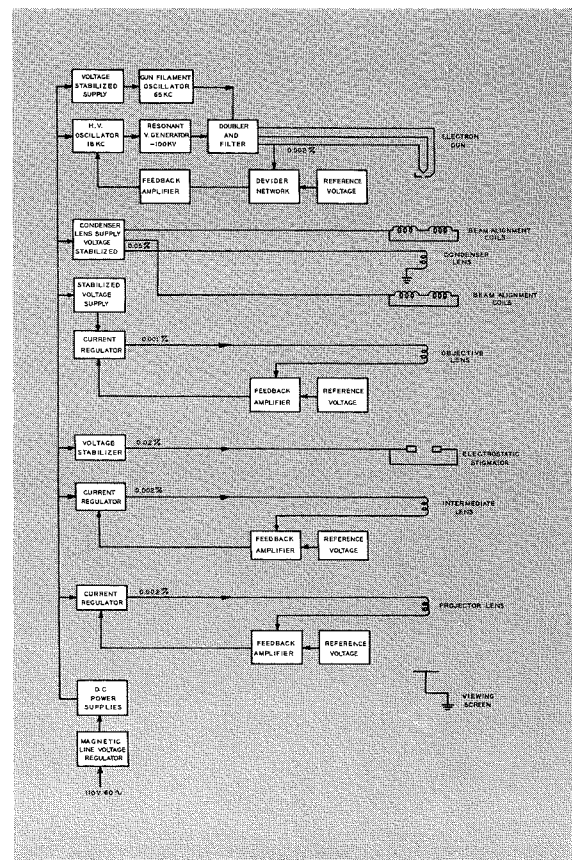 VOLTAGE
STABILIZED
SUPPLY
GUN FILAMENT
OSCILLATOR
65 KC
H.V.
OSCILLATOR
18 KC
RESONANT
V. GENERATOR
~100KV
DOUBLER
AND
FILTER
ELECTRON
GUN
0.002%
FEEDBACK
AMPLIFIER
DEVIDER
NETWORK
REFERENCE
VOLTAGE
CONDENSER
LENS SUPPLY
VOLTAGE
STABILIZED
0.05%
BEAM ALIGNMENT
COILS
CONDENSER
LENS
BEAM ALIGNMENT
COILS
STABILIZED
VOLTAGE
SUPPLY
CURRENT
REGULATOR
0.001%
OBJECTIVE
LENS
FEEDBACK
AMPLIFIER
REFERENCE
VOLTAGE
VOLTAGE
STABILIZER
0.02%
ELECTROSTATIC
STIGMATOR
CURRENT
REGULATOR
0.002%
INTERMEDIATE
LENS
FEEDBACK
AMPLIFIER
REFERENCE
VOLTAGE
CURRENT
REGULATOR
0.002%
PROJECTOR LENS
FEEDBACK
AMPLIFIER
REFERENCE
VOLTAGE
D.C.
POWER
SUPPLIES
VIEWING
SCREEN
MAGNETIC
LINE VOLTAGE
REGULATOR
110V 60 ~